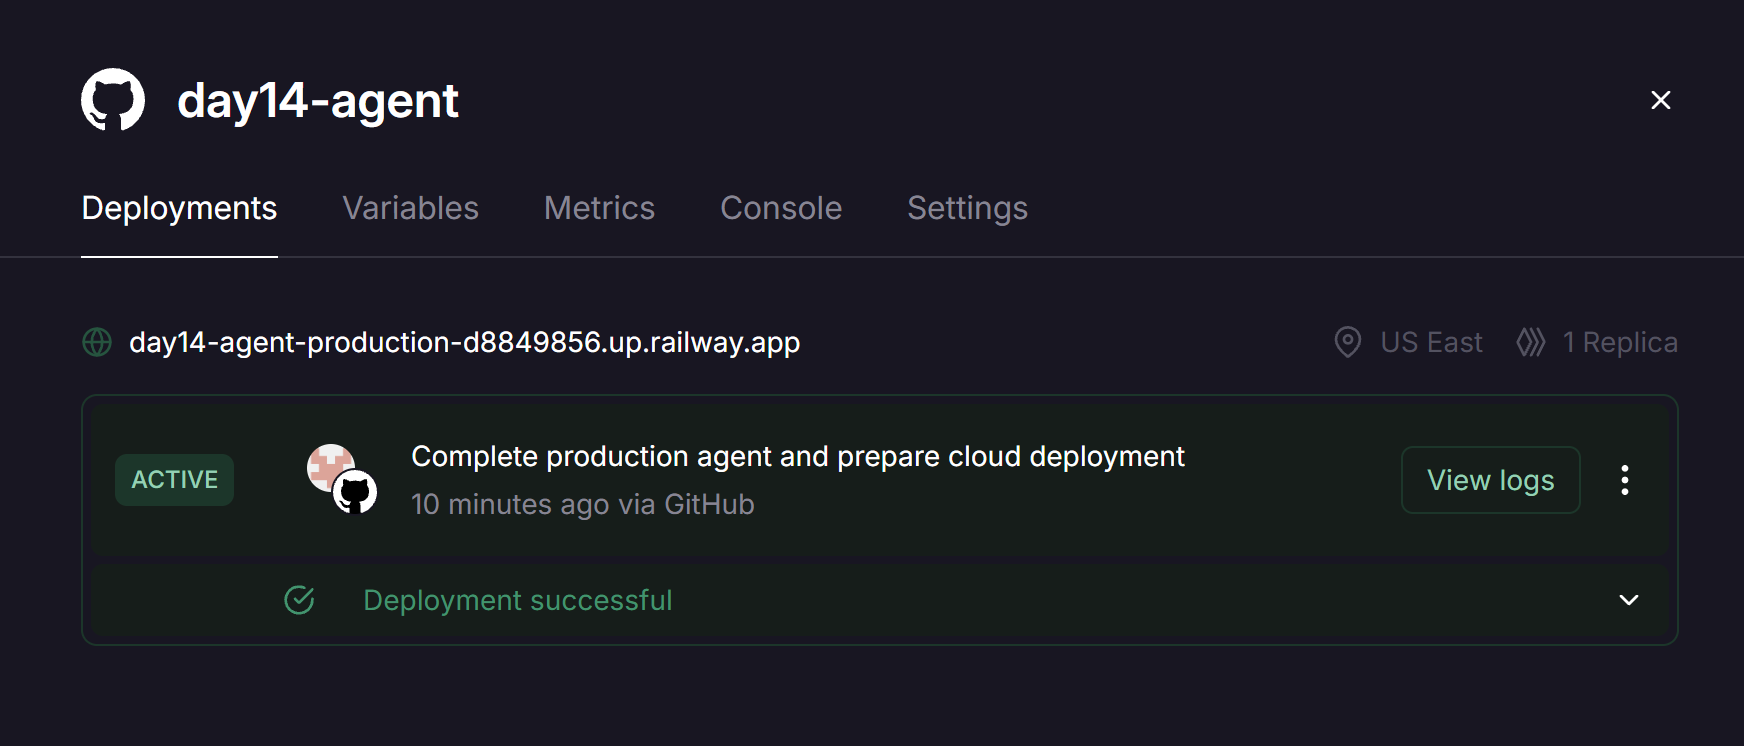 day14-agent
Deployments Variables Metrics Console Settings
day14-agent-production-d8849856.up.railway.app US East 1 Replica
ACTIVE
Complete production agent and prepare cloud deployment
10 minutes ago via GitHub
View logs
Deployment successful